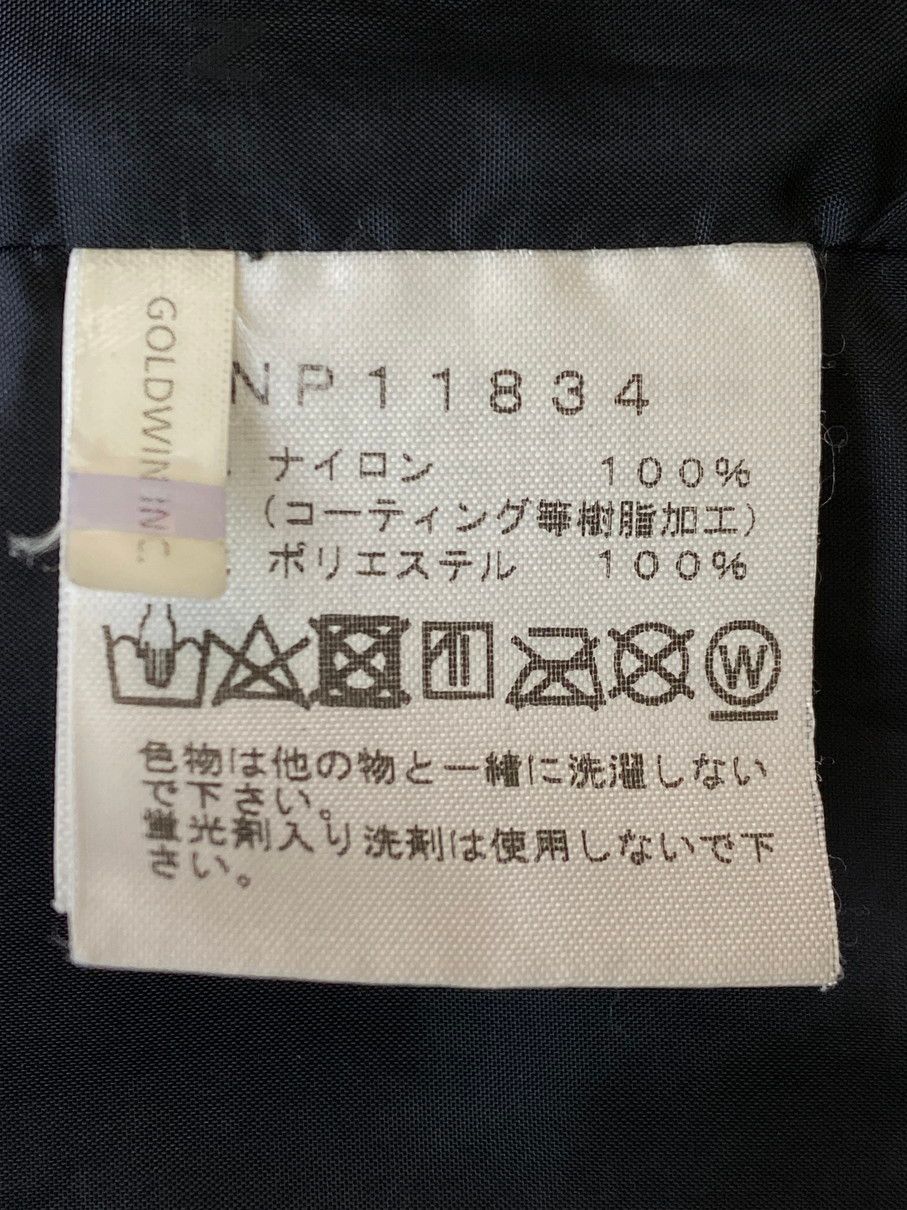 GOLDWIN INC.
NP11834
ナイロン 100%
(コーティング等樹脂加工)
ポリエステル 100%
W
色物は他の物と一緒に洗濯しない
で下さい。
蛍光剤入り洗剤は使用しないで下
さい。